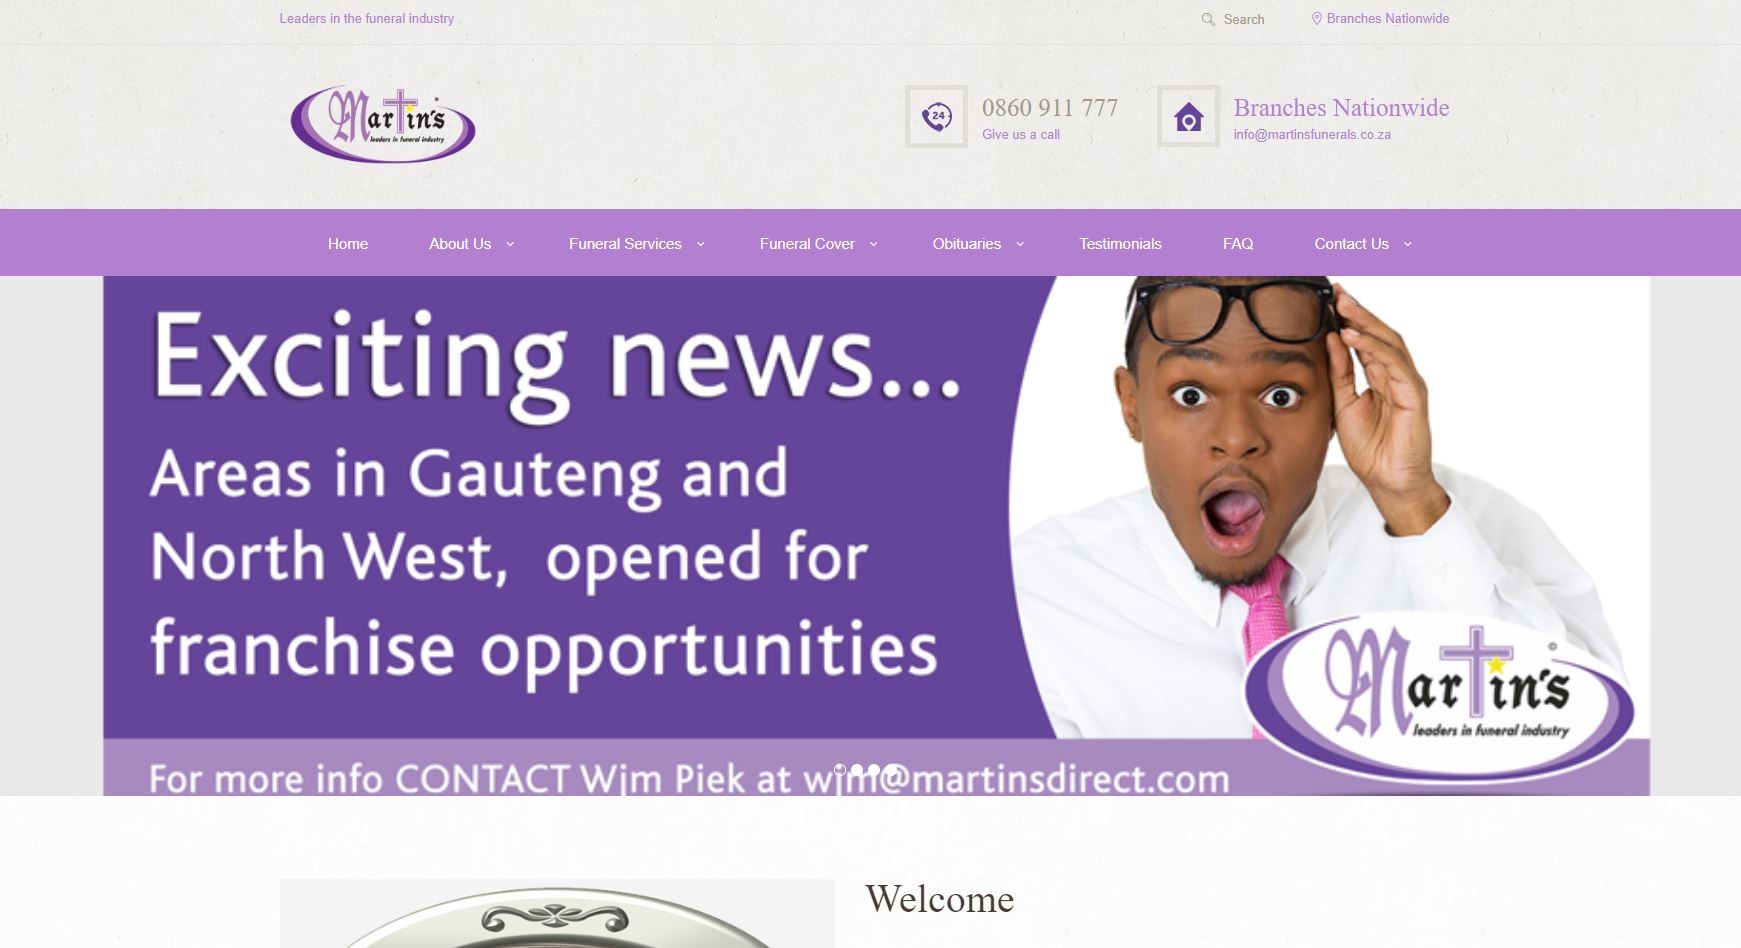 Leaders in the funeral industry
Search
Branches Nationwide
Martin's
leaders in funeral industry
24
0860 911 777
Give us a call
Branches Nationwide
info@martinsfunerals.co.za
Home
About Us
Funeral Services
Funeral Cover
Obituaries
Testimonials
FAQ
Contact Us
Exciting news...
Areas in Gauteng and
North West, opened for
franchise opportunities
Martin's
leaders in funeral industry
For more info CONTACT Wjm Piek at wjm@martinsdirect.com
Welcome